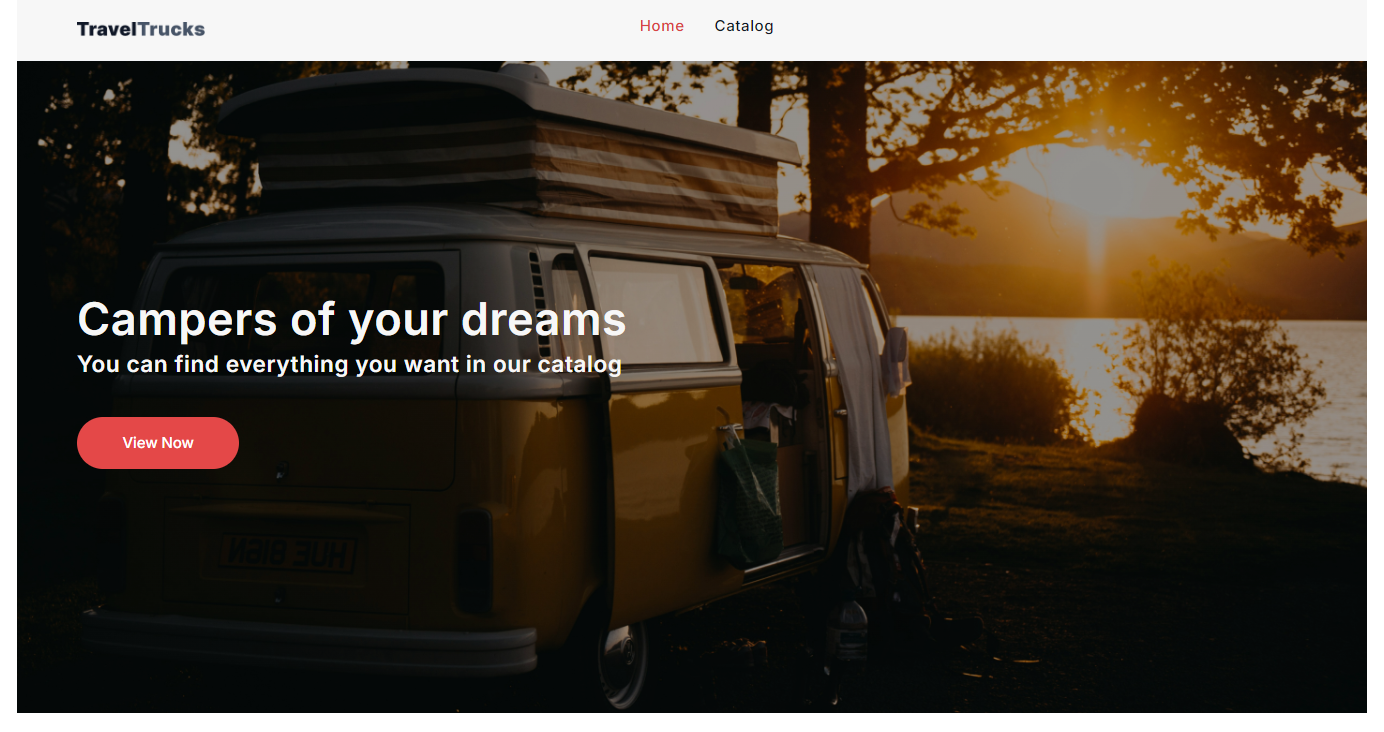 TravelTrucks
Home Catalog
Campers of your dreams
You can find everything you want in our catalog
View Now
HUE 816N